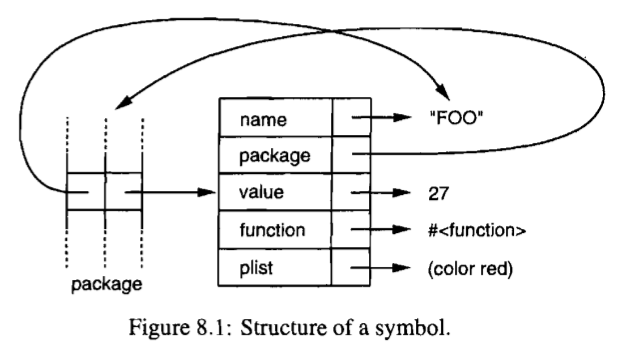 name
"FOO"
package
value
27
function
#<function>
plist
(color red)
package
Figure 8.1: Structure of a symbol.